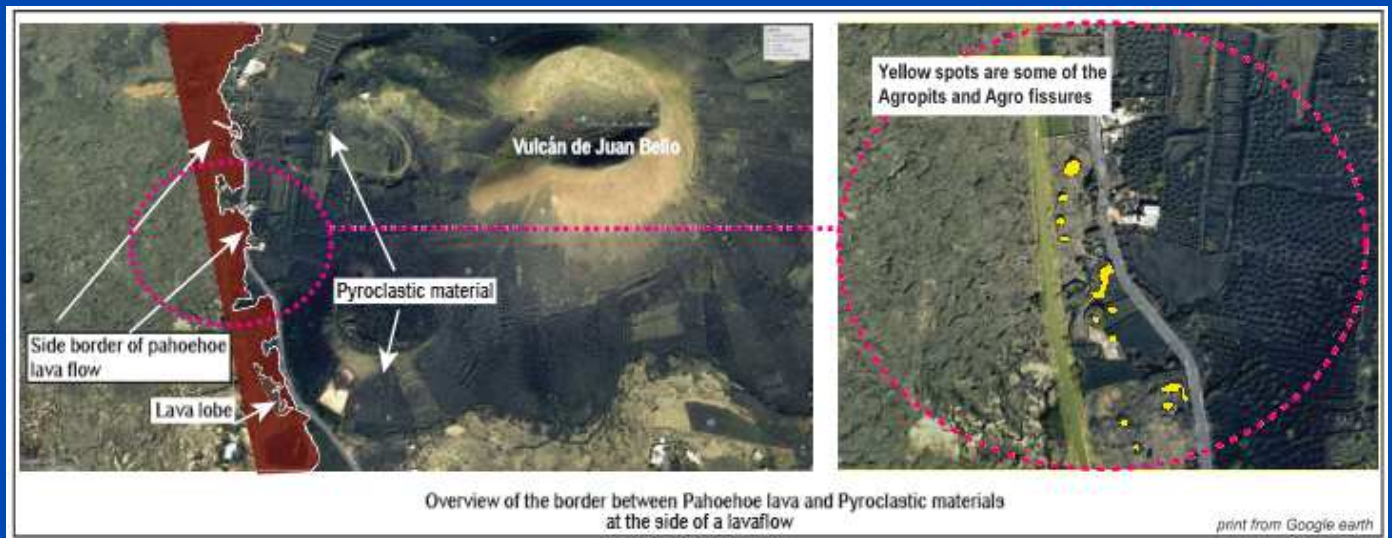 Vulcán de Juan Bello
Pyroclastic material
Side border of pahoehoe
lava flow
Lava lobe
Yellow spots are some of the
Agropits and Agro fissures
Overview of the border between Pahoehoe lava and Pyroclastic materials
at the side of a lavaflow
print from Google earth